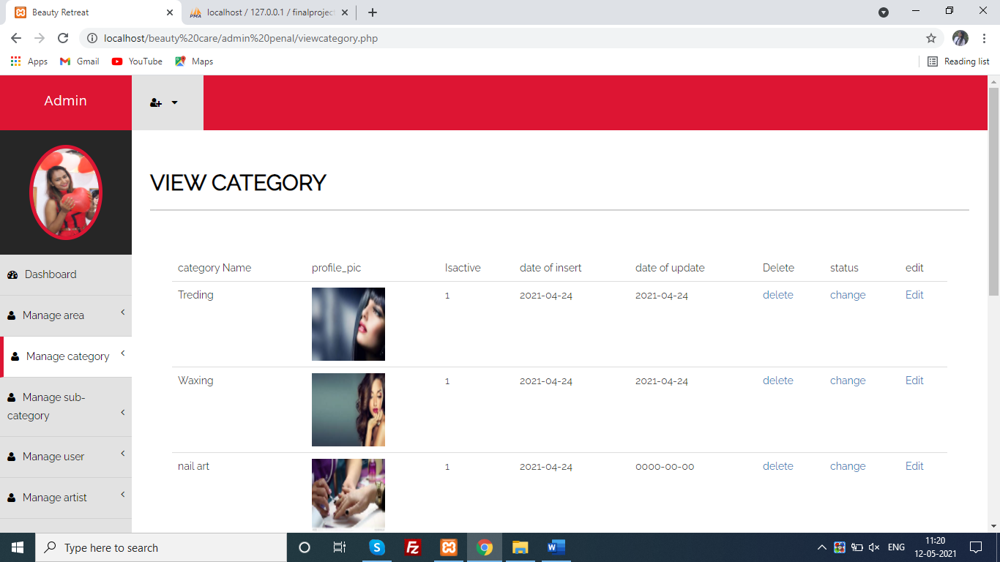 Beauty Retreat
localhost / 127.0.0.1 / finalproject
localhost/beauty%20care/admin%20penal/viewcategory.php
Apps Gmail YouTube Maps Reading list
Admin
VIEW CATEGORY
Dashboard
Manage area
Manage category
Manage sub-
category
Manage user
Manage artist
category Name profile_pic Isactive date of insert date of update Delete status edit
Treding 1 2021-04-24 2021-04-24 delete change Edit
Waxing 1 2021-04-24 2021-04-24 delete change Edit
nail art 1 2021-04-24 0000-00-00 delete change Edit
Type here to search
ENG
11:20
12-05-2021